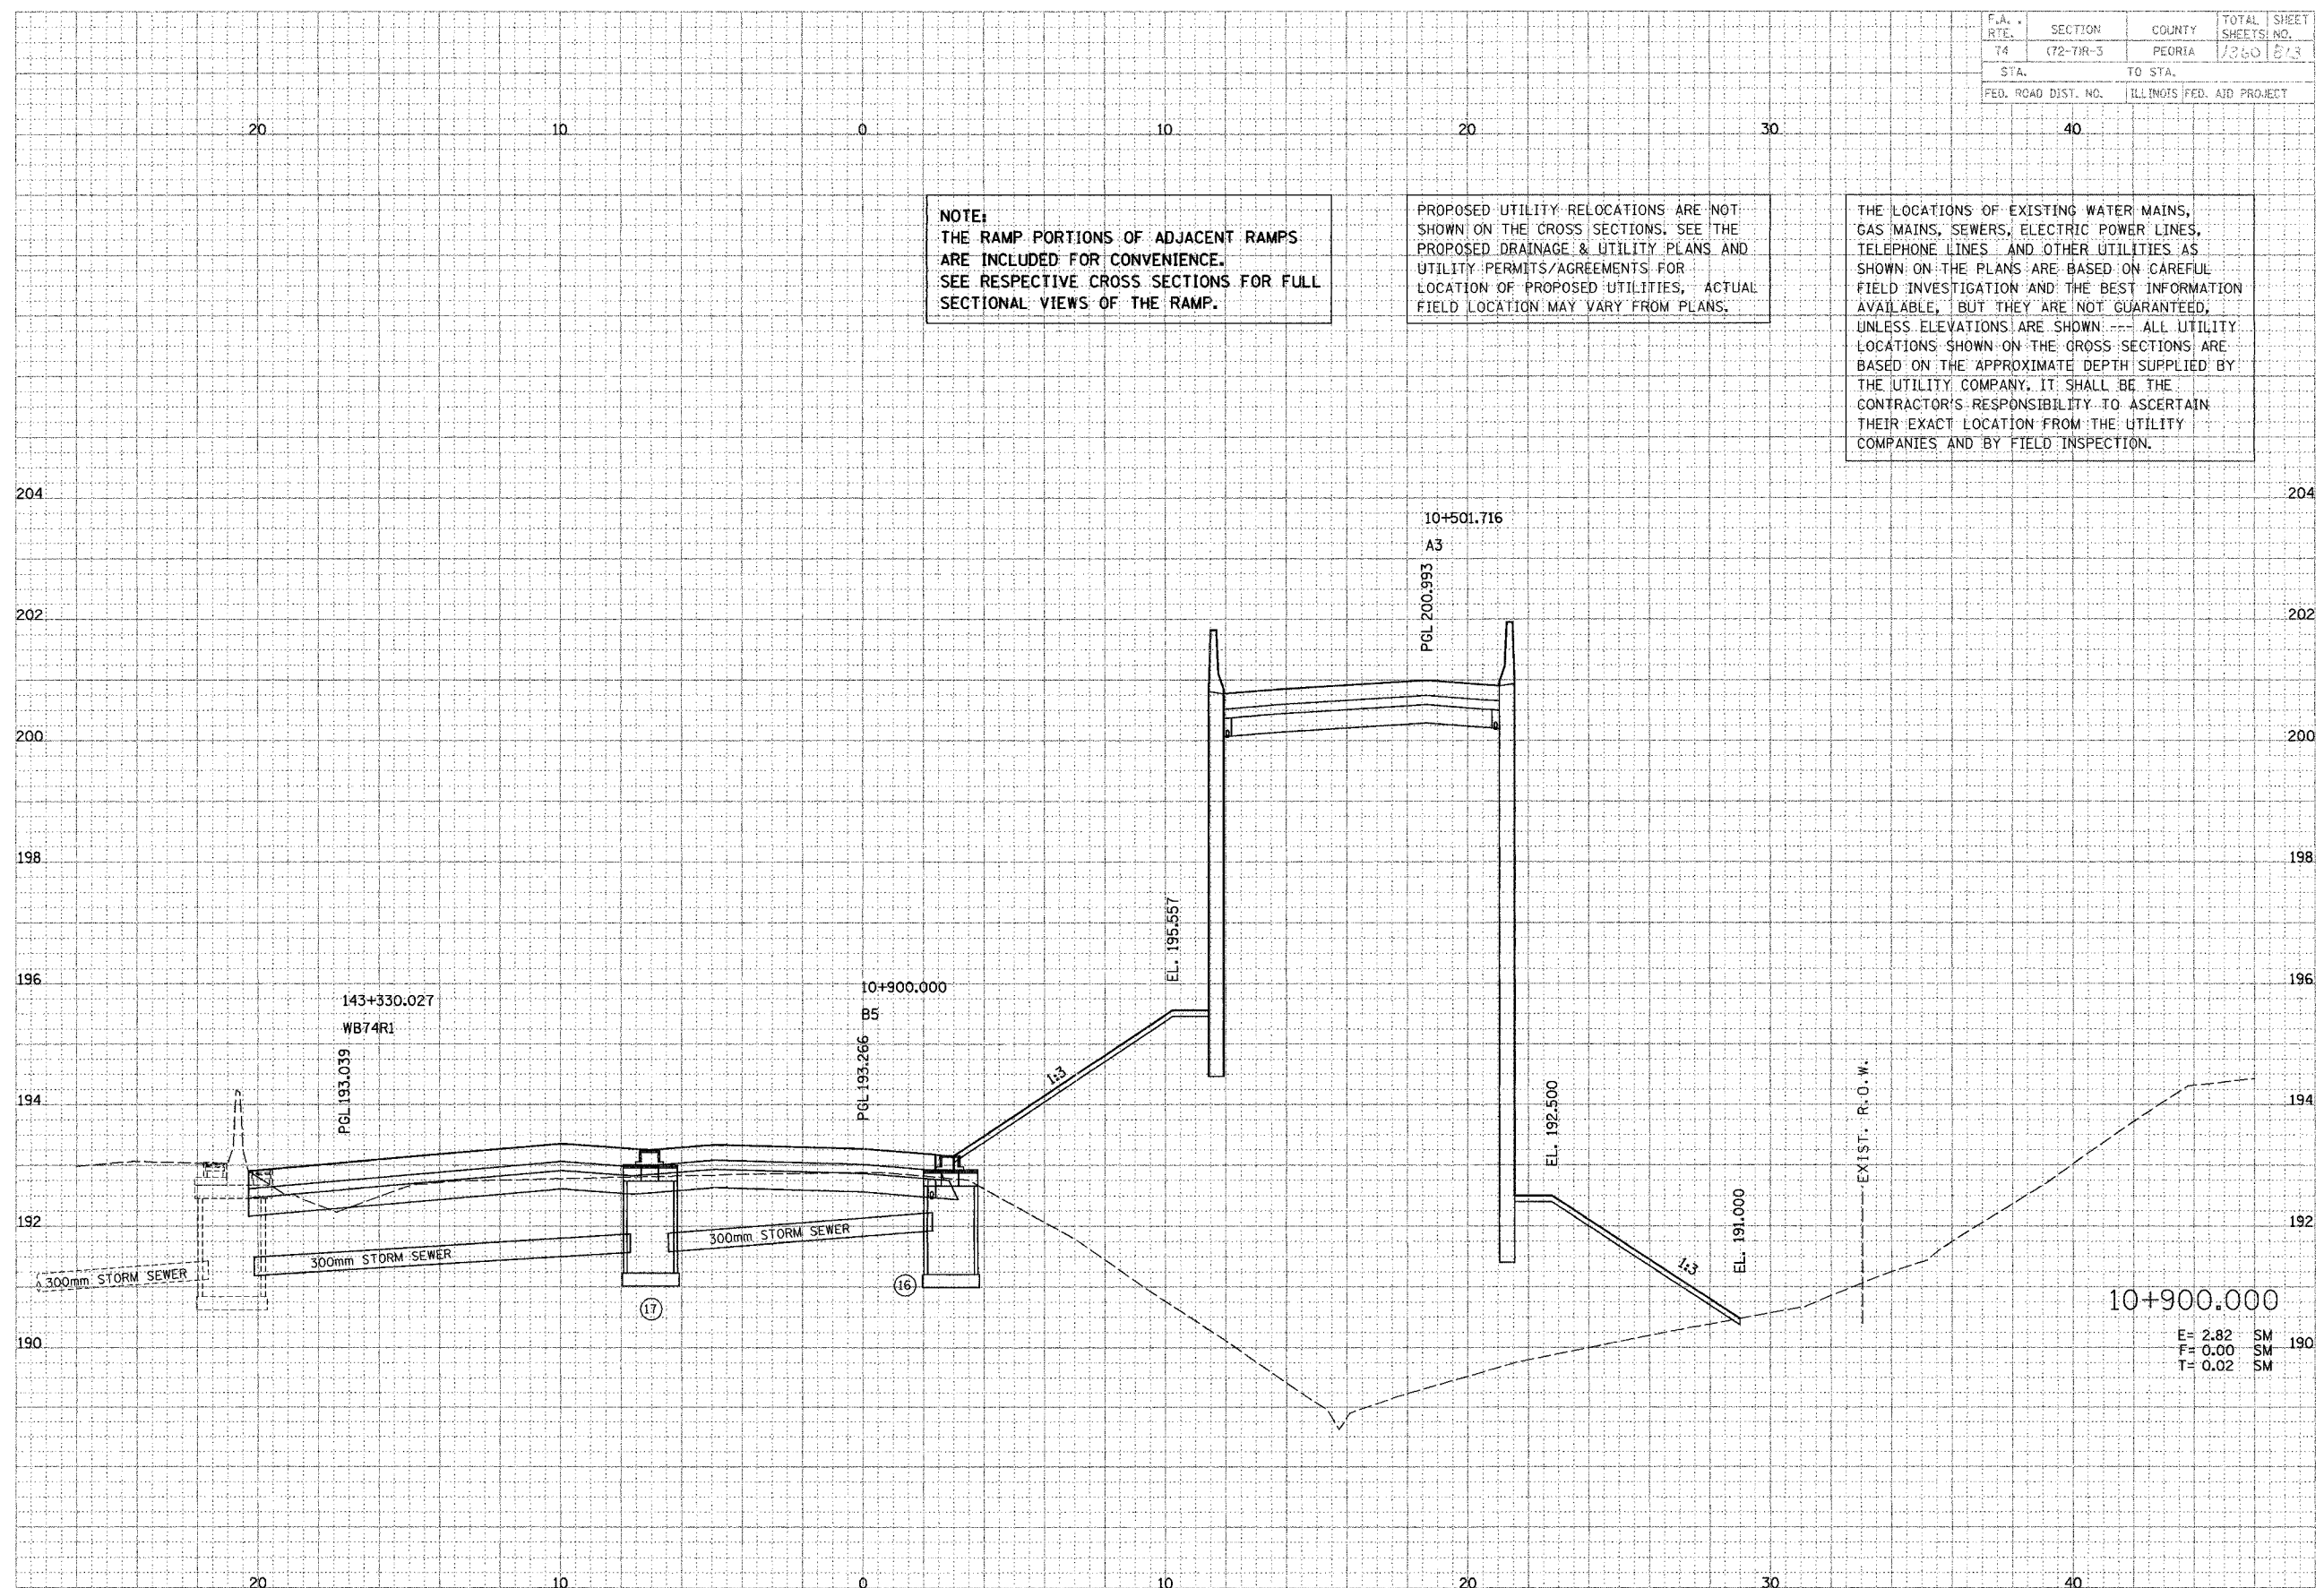 F.A. RTE. SECTION COUNTY TOTAL SHEETS SHEET NO.
74 (72-7)R-3 PEORIA 1360 813
STA. TO STA.
FED. ROAD DIST. NO. ILLINOIS FED. AID PROJECT
20 10 0 10 20 30 40
NOTE:
THE RAMP PORTIONS OF ADJACENT RAMPS
ARE INCLUDED FOR CONVENIENCE.
SEE RESPECTIVE CROSS SECTIONS FOR FULL
SECTIONAL VIEWS OF THE RAMP.
PROPOSED UTILITY RELOCATIONS ARE NOT
SHOWN ON THE CROSS SECTIONS. SEE THE
PROPOSED DRAINAGE & UTILITY PLANS AND
UTILITY PERMITS/AGREEMENTS FOR
LOCATION OF PROPOSED UTILITIES, ACTUAL
FIELD LOCATION MAY VARY FROM PLANS.
THE LOCATIONS OF EXISTING WATER MAINS,
GAS MAINS, SEWERS, ELECTRIC POWER LINES,
TELEPHONE LINES AND OTHER UTILITIES AS
SHOWN ON THE PLANS ARE BASED ON CAREFUL
FIELD INVESTIGATION AND THE BEST INFORMATION
AVAILABLE, BUT THEY ARE NOT GUARANTEED,
UNLESS ELEVATIONS ARE SHOWN --- ALL UTILITY
LOCATIONS SHOWN ON THE CROSS SECTIONS ARE
BASED ON THE APPROXIMATE DEPTH SUPPLIED BY
THE UTILITY COMPANY. IT SHALL BE THE
CONTRACTOR'S RESPONSIBILITY TO ASCERTAIN
THEIR EXACT LOCATION FROM THE UTILITY
COMPANIES AND BY FIELD INSPECTION.
204 204
10+501.716
A3
PGL 200.993
202 202
200 200
198 198
EL. 195.557
196 196
143+330.027
WB74R1
PGL 193.039
10+900.000
B5
PGL 193.266
1:3
194 194
EL. 192.500
EXIST. R.O.W.
192 192
EL. 191.000
1:3
300mm STORM SEWER
300mm STORM SEWER
300mm STORM SEWER
17
16
10+900.000
190 190
E= 2.82 SM
F= 0.00 SM
T= 0.02 SM
20 10 0 10 20 30 40